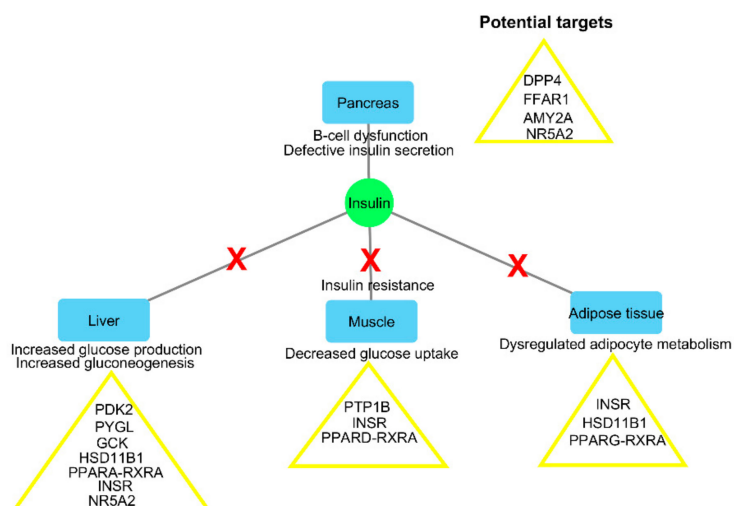 Potential targets
DPP4
FFAR1
AMY2A
NR5A2
Pancreas
B-cell dysfunction
Defective insulin secretion
Insulin
X
X
X
Insulin resistance
Liver
Increased glucose production
Increased gluconeogenesis
PDK2
PYGL
GCK
HSD11B1
PPARA-RXRA
INSR
NR5A2
Muscle
Decreased glucose uptake
PTP1B
INSR
PPARD-RXRA
Adipose tissue
Dysregulated adipocyte metabolism
INSR
HSD11B1
PPARG-RXRA